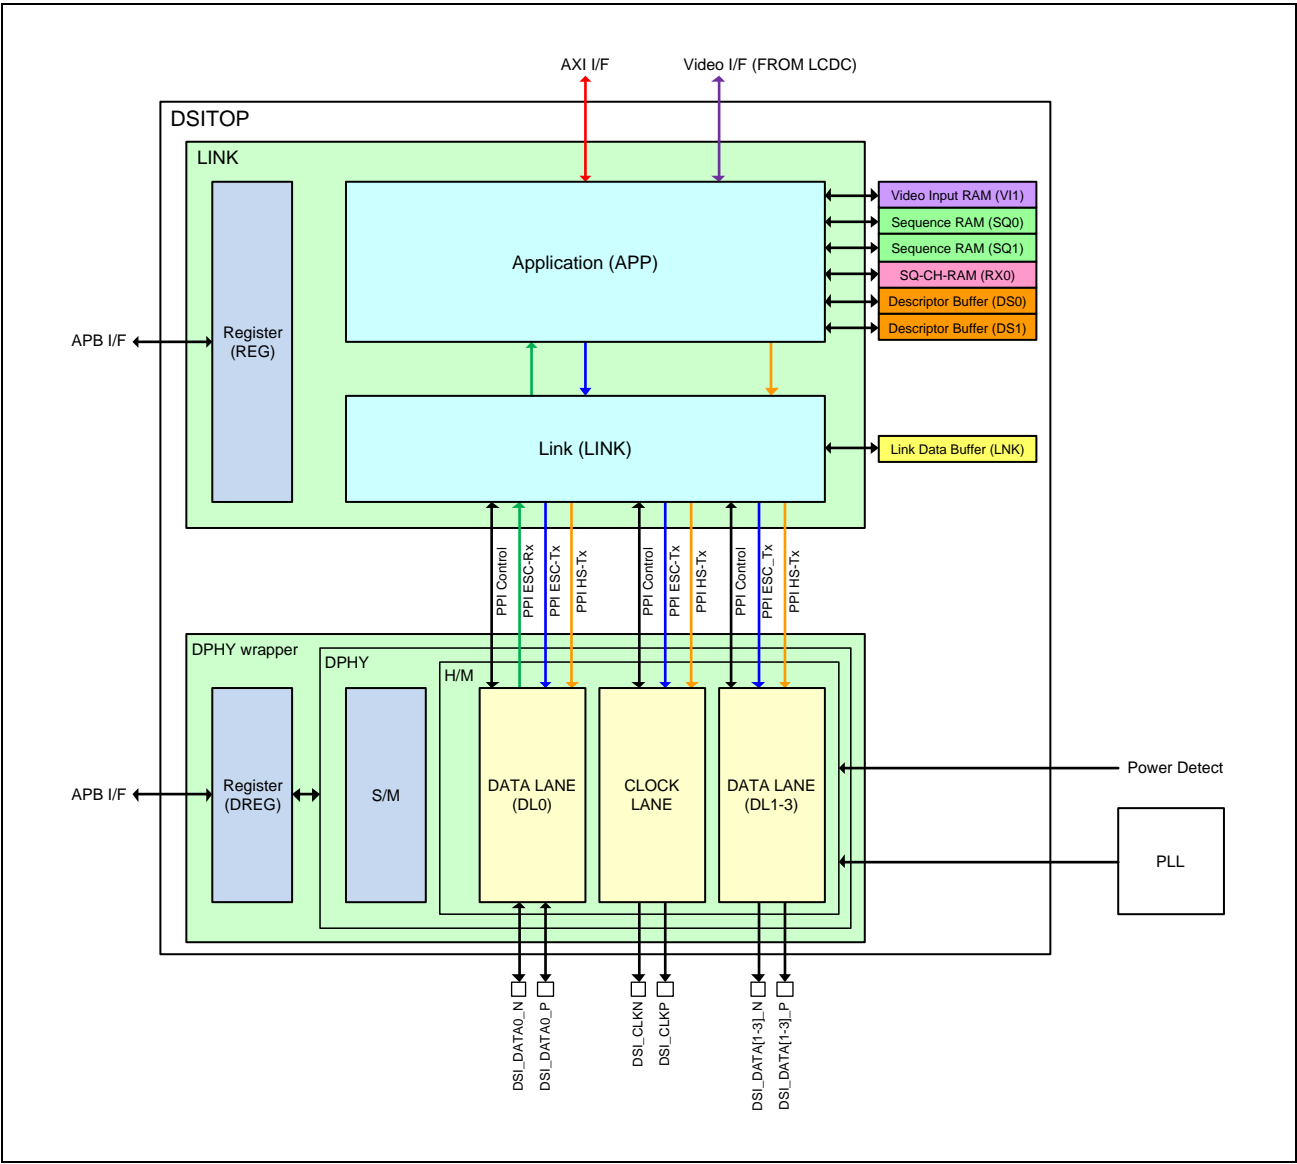 AXI I/F
Video I/F (FROM LCDC)
DSITOP
LINK
Video Input RAM (VI1)
Sequence RAM (SQ0)
Sequence RAM (SQ1)
SQ-CH-RAM (RX0)
Descriptor Buffer (DS0)
Descriptor Buffer (DS1)
Application (APP)
APB I/F
Register
(REG)
Link (LINK)
Link Data Buffer (LNK)
PPI Control
PPI ESC-Rx
PPI ESC-Tx
PPI HS-Tx
PPI Control
PPI ESC-Tx
PPI HS-Tx
PPI Control
PPI ESC_Tx
PPI HS-Tx
DPHY wrapper
DPHY
H/M
APB I/F
Register
(DREG)
S/M
DATA LANE
(DL0)
CLOCK
LANE
DATA LANE
(DL1-3)
Power Detect
PLL
DSI_DATA0_N
DSI_DATA0_P
DSI_CLKN
DSI_CLKP
DSI_DATA[1-3]_N
DSI_DATA[1-3]_P